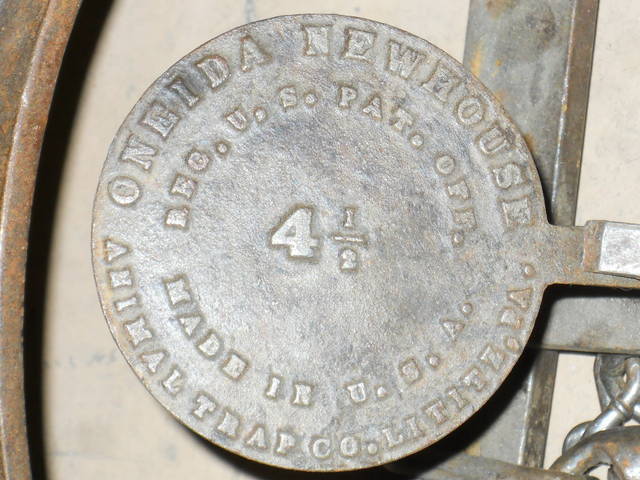 ONEIDA NEWHOUSE
REG. U. S. PAT. OFF.
4 1/2
MADE IN U. S. A.
ANIMAL TRAP CO. LITITZ, PA.